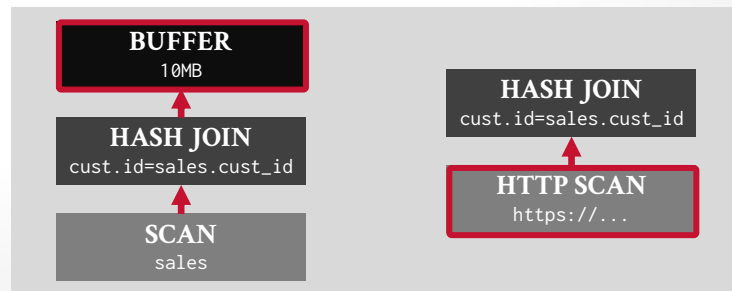 BUFFER
10MB
HASH JOIN
cust.id=sales.cust_id
SCAN
sales
HASH JOIN
cust.id=sales.cust_id
HTTP SCAN
https://...